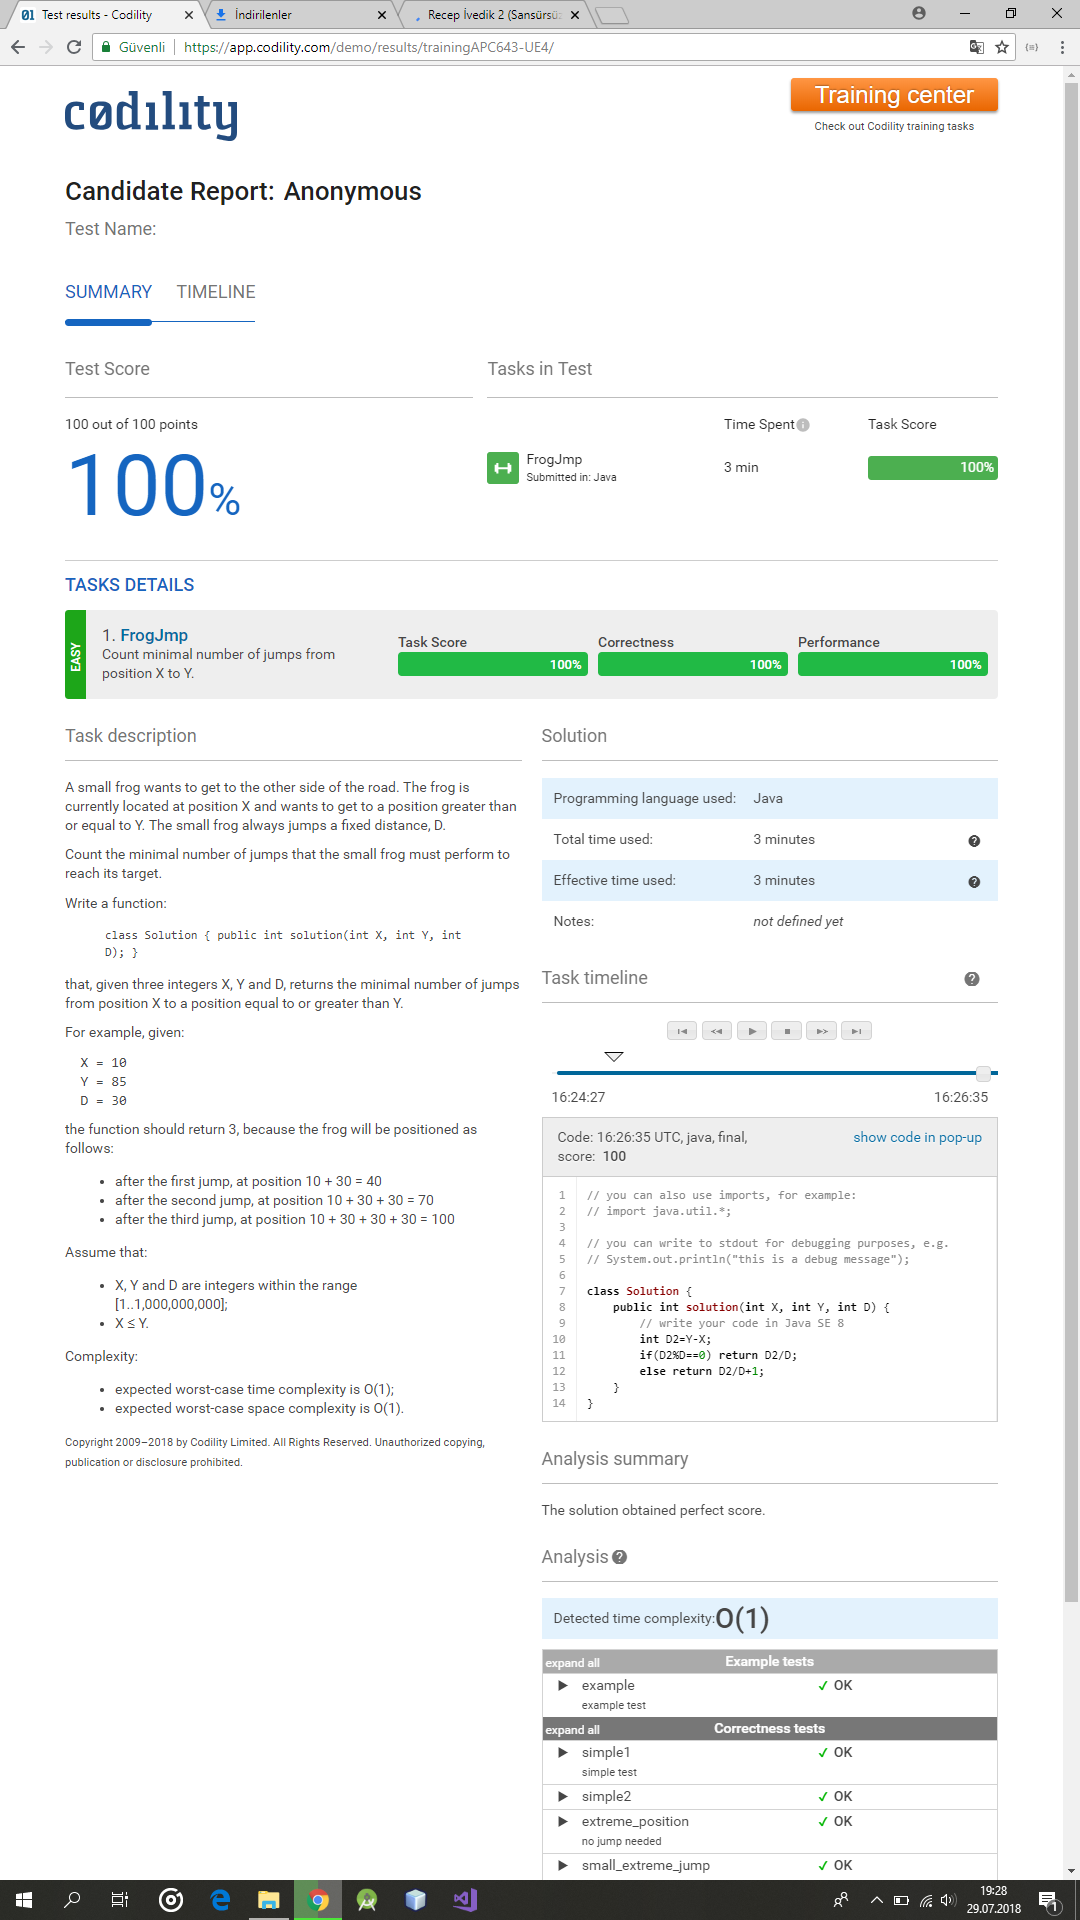 Test results - Codility
İndirilenler
Recep İvedik 2 (Sansürsüz
Güvenli
https://app.codility.com/demo/results/trainingAPC643-UE4/
codility
Training center
Check out Codility training tasks
Candidate Report: Anonymous
Test Name:
SUMMARY TIMELINE
Test Score
100 out of 100 points
100%
Tasks in Test
Time Spent Task Score
FrogJmp
Submitted in: Java
3 min
100%
TASKS DETAILS
EASY
1. FrogJmp
Count minimal number of jumps from
position X to Y.
Task Score
100%
Correctness
100%
Performance
100%
Task description
A small frog wants to get to the other side of the road. The frog is
currently located at position X and wants to get to a position greater than
or equal to Y. The small frog always jumps a fixed distance, D.
Count the minimal number of jumps that the small frog must perform to
reach its target.
Write a function:
class Solution { public int solution(int X, int Y, int
D); }
that, given three integers X, Y and D, returns the minimal number of jumps
from position X to a position equal to or greater than Y.
For example, given:
X = 10
Y = 85
D = 30
the function should return 3, because the frog will be positioned as
follows:
• after the first jump, at position 10 + 30 = 40
• after the second jump, at position 10 + 30 + 30 = 70
• after the third jump, at position 10 + 30 + 30 + 30 = 100
Assume that:
• X, Y and D are integers within the range
[1..1,000,000,000];
• X ≤ Y.
Complexity:
• expected worst-case time complexity is O(1);
• expected worst-case space complexity is O(1).
Copyright 2009–2018 by Codility Limited. All Rights Reserved. Unauthorized copying,
publication or disclosure prohibited.
Solution
Programming language used: Java
Total time used: 3 minutes
Effective time used: 3 minutes
Notes: not defined yet
Task timeline
16:24:27
16:26:35
Code: 16:26:35 UTC, java, final,
score: 100
show code in pop-up
1 // you can also use imports, for example:
2 // import java.util.*;
3
4 // you can write to stdout for debugging purposes, e.g.
5 // System.out.println("this is a debug message");
6
7 class Solution {
8 public int solution(int X, int Y, int D) {
9 // write your code in Java SE 8
10 int D2=Y-X;
11 if(D2%D==0) return D2/D;
12 else return D2/D+1;
13 }
14 }
Analysis summary
The solution obtained perfect score.
Analysis
Detected time complexity: O(1)
expand all Example tests
example ✓ OK
example test
expand all Correctness tests
simple1 ✓ OK
simple test
simple2 ✓ OK
extreme_position ✓ OK
no jump needed
small_extreme_jump ✓ OK
19:28
29.07.2018
1